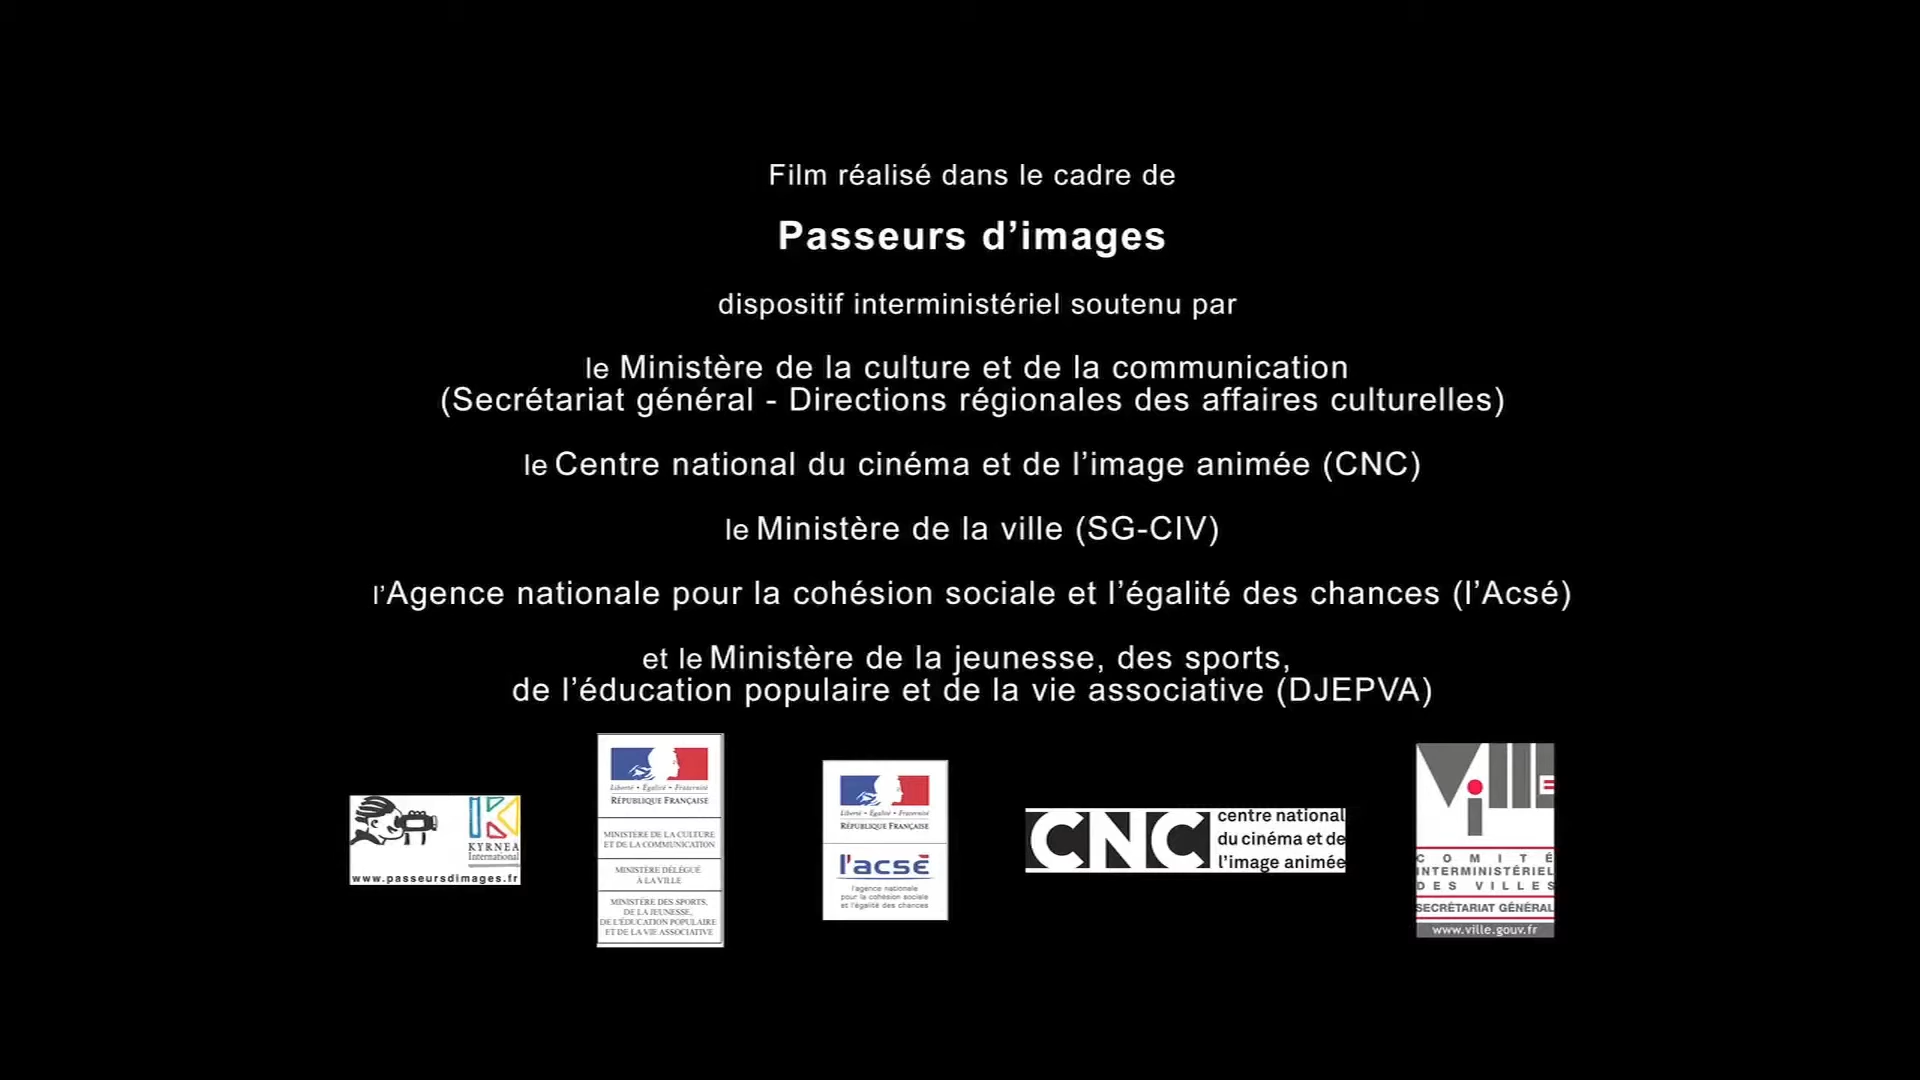 Film réalisé dans le cadre de
Passeurs d’images
dispositif interministériel soutenu par
le Ministère de la culture et de la communication
(Secrétariat général - Directions régionales des affaires culturelles)
le Centre national du cinéma et de l’image animée (CNC)
le Ministère de la ville (SG-CIV)
l’Agence nationale pour la cohésion sociale et l’égalité des chances (l’Acsé)
et le Ministère de la jeunesse, des sports,
de l’éducation populaire et de la vie associative (DJEPVA)
KYRNEA
International
www.passeursdimages.fr
Liberté • Égalité • Fraternité
RÉPUBLIQUE FRANÇAISE
MINISTÈRE DE LA CULTURE
ET DE LA COMMUNICATION
MINISTÈRE DÉLÉGUÉ
À LA VILLE
MINISTÈRE DES SPORTS,
DE LA JEUNESSE,
DE L'ÉDUCATION POPULAIRE
ET DE LA VIE ASSOCIATIVE
Liberté • Égalité • Fraternité
RÉPUBLIQUE FRANÇAISE
l'acsé
l'agence nationale
pour la cohésion sociale
et l'égalité des chances
CNC
centre national
du cinéma et de
l’image animée
VillE
COMITÉ
INTERMINISTÉRIEL
DES VILLES
SECRÉTARIAT GÉNÉRAL
www.ville.gouv.fr